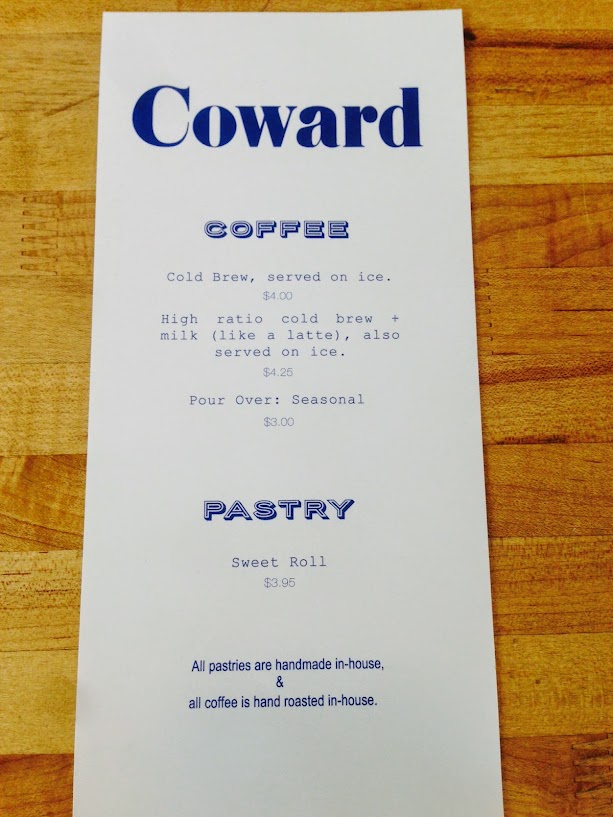 Coward
COFFEE
Cold Brew, served on ice.
$4.00
High ratio cold brew +
milk (like a latte), also
served on ice.
$4.25
Pour Over: Seasonal
$3.00
PASTRY
Sweet Roll
$3.95
All pastries are handmade in-house,
&
all coffee is hand roasted in-house.